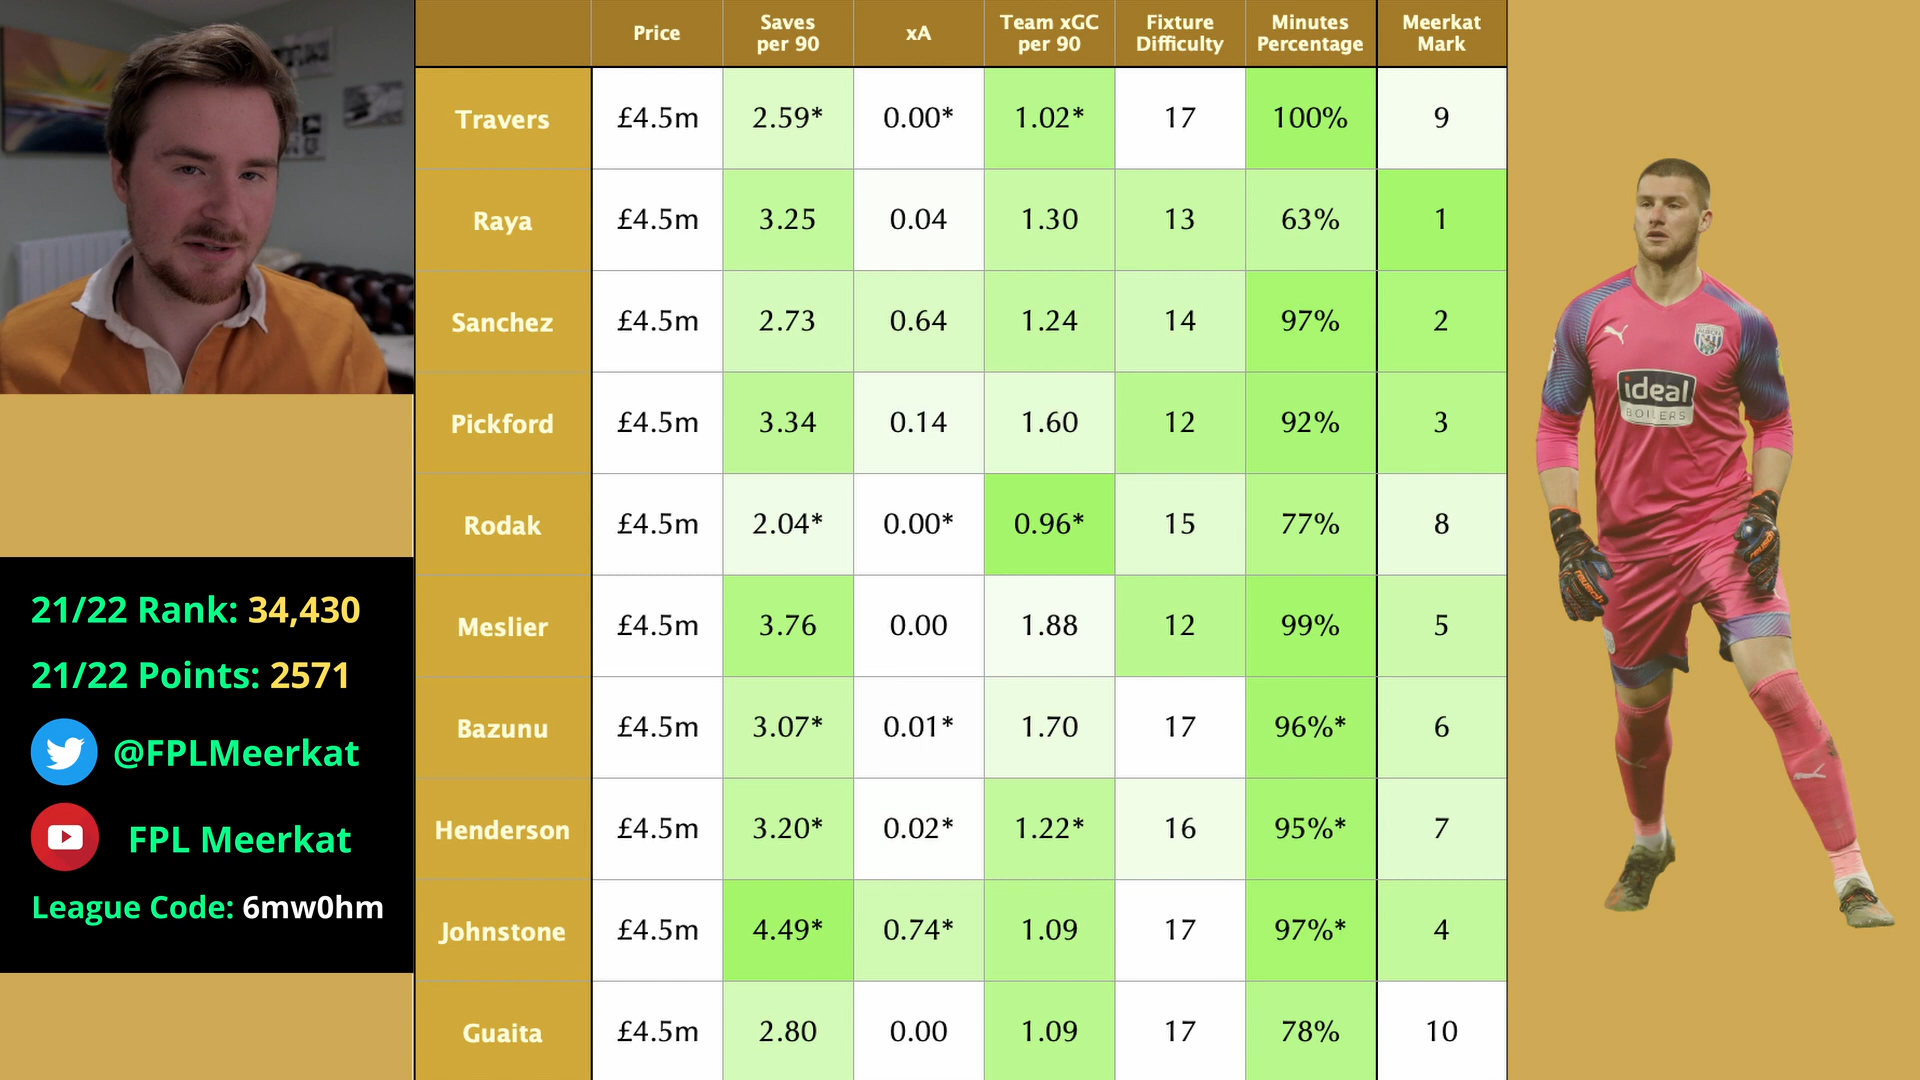 Price Saves per 90 xA Team xGC per 90 Fixture Difficulty Minutes Percentage Meerkat Mark
Travers £4.5m 2.59* 0.00* 1.02* 17 100% 9
Raya £4.5m 3.25 0.04 1.30 13 63% 1
Sanchez £4.5m 2.73 0.64 1.24 14 97% 2
Pickford £4.5m 3.34 0.14 1.60 12 92% 3
Rodak £4.5m 2.04* 0.00* 0.96* 15 77% 8
Meslier £4.5m 3.76 0.00 1.88 12 99% 5
Bazunu £4.5m 3.07* 0.01* 1.70 17 96%* 6
Henderson £4.5m 3.20* 0.02* 1.22* 16 95%* 7
Johnstone £4.5m 4.49* 0.74* 1.09 17 97%* 4
Guaita £4.5m 2.80 0.00 1.09 17 78% 10
21/22 Rank: 34,430
21/22 Points: 2571
@FPLMeerkat
FPL Meerkat
League Code: 6mw0hm
ideal
BOILERS
reusch
reusch